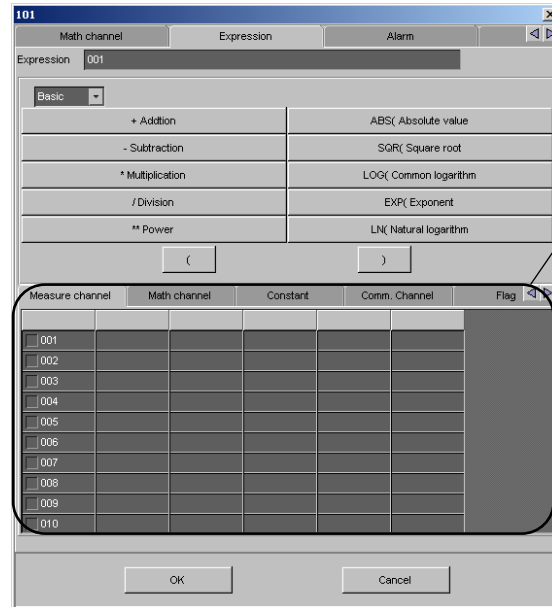 101
Math channel Expression Alarm
Expression 001
Basic
+ Addtion ABS( Absolute value
- Subtraction SQR( Square root
* Multiplication LOG( Common logarithm
/ Division EXP( Exponent
** Power LN( Natural logarithm
( )
Measure channel Math channel Constant Comm. Channel Flag
001
002
003
004
005
006
007
008
009
010
OK Cancel